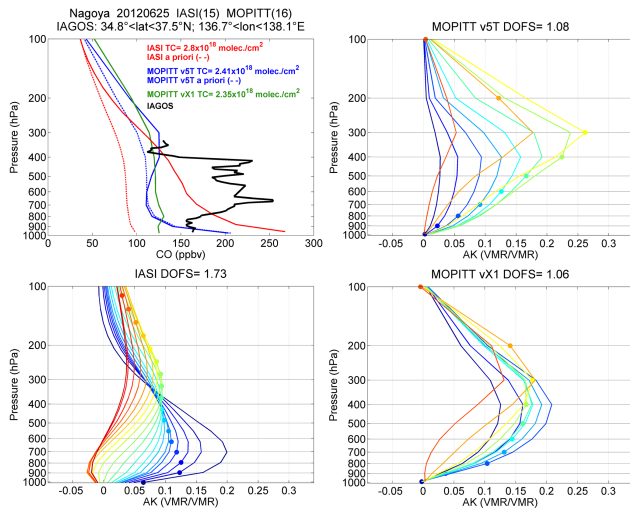 Nagoya 20120625 IASI(15) MOPITT(16)
IAGOS: 34.8°<lat<37.5°N; 136.7°<lon<138.1°E
100
200
300
400
500
600
700
800
900
1000
Pressure (hPa)
IASI TC= 2.8x10¹⁸ molec./cm²
IASI a priori (- -)
MOPITT v5T TC= 2.41x10¹⁸ molec./cm²
MOPITT v5T a priori (- -)
MOPITT vX1 TC= 2.35x10¹⁸ molec./cm²
IAGOS
0 50 100 150 200 250 300
CO (ppbv)
MOPITT v5T DOFS= 1.08
100
200
300
400
500
600
700
800
900
1000
Pressure (hPa)
-0.05 0 0.05 0.1 0.15 0.2 0.25 0.3
AK (VMR/VMR)
IASI DOFS= 1.73
100
200
300
400
500
600
700
800
900
1000
Pressure (hPa)
-0.05 0 0.05 0.1 0.15 0.2 0.25 0.3
AK (VMR/VMR)
MOPITT vX1 DOFS= 1.06
100
200
300
400
500
600
700
800
900
1000
Pressure (hPa)
-0.05 0 0.05 0.1 0.15 0.2 0.25 0.3
AK (VMR/VMR)